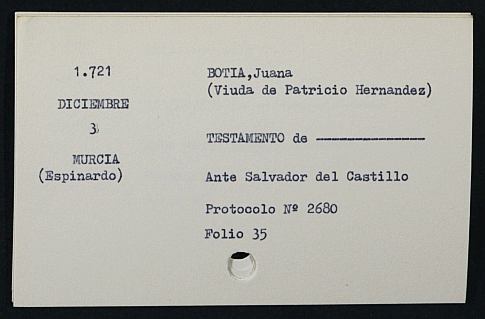 1.721
DICIEMBRE
3
MURCIA
(Espinardo)
BOTIA,Juana
(Viuda de Patricio Hernandez)
TESTAMENTO de ---------------
Ante Salvador del Castillo
Protocolo Nº 2680
Folio 35